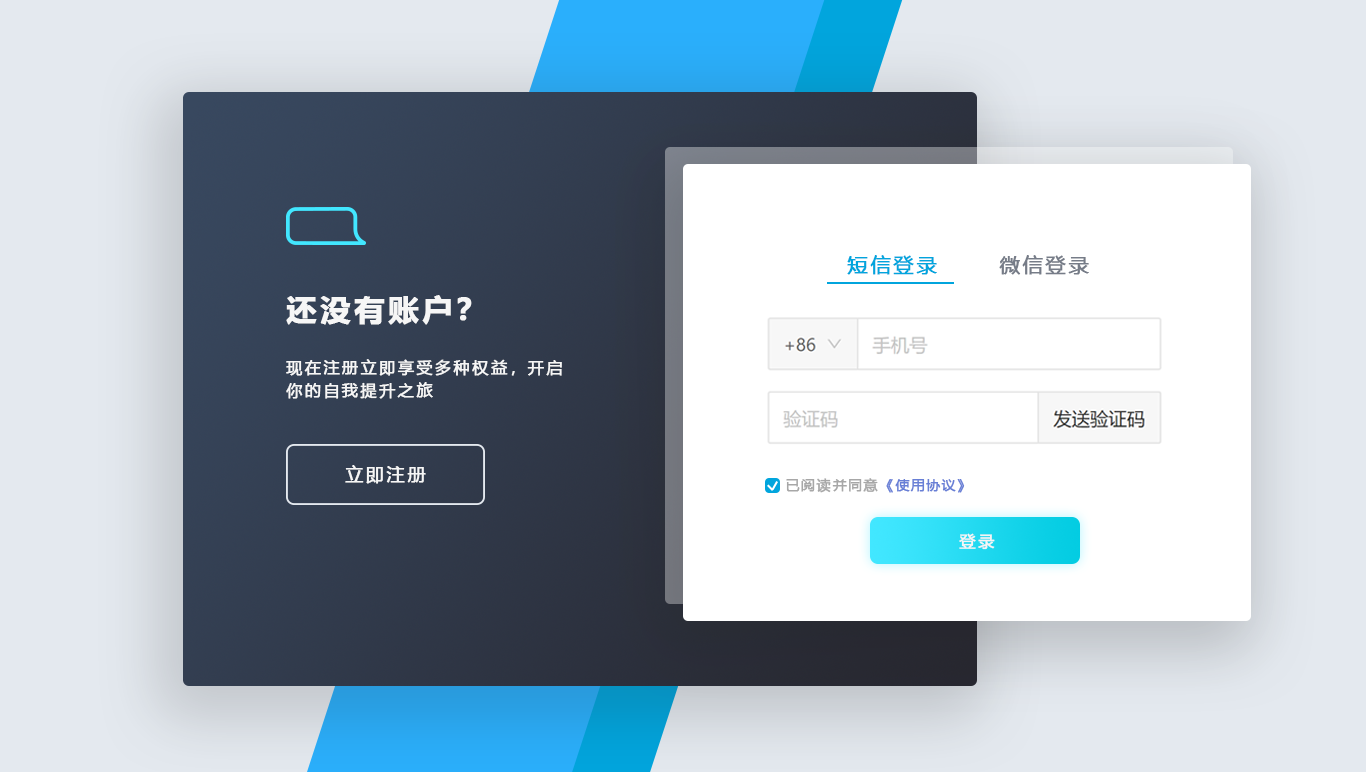 还没有账户?
现在注册立即享受多种权益，开启
你的自我提升之旅
立即注册
短信登录
微信登录
+86
手机号
验证码
发送验证码
已阅读并同意《使用协议》
登录